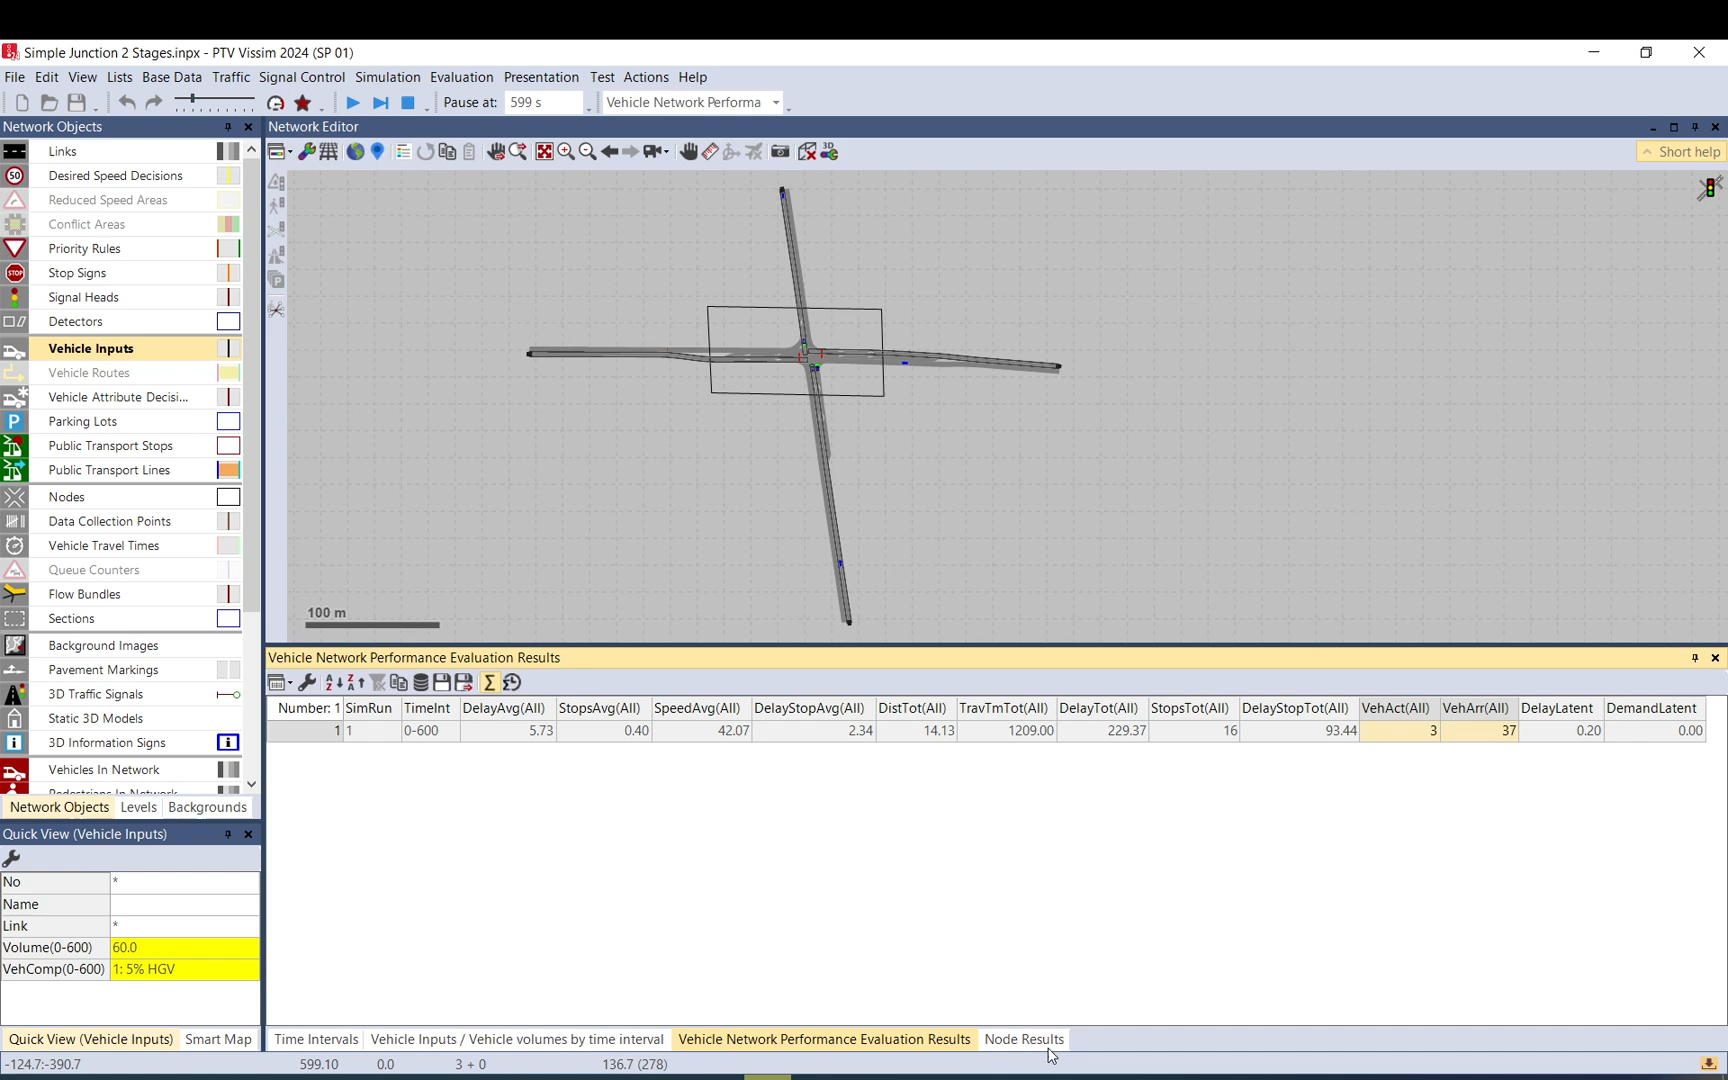 Simple Junction 2 Stages.inpx - PTV Vissim 2024 (SP 01)
File Edit View Lists Base Data Traffic Signal Control Simulation Evaluation Presentation Test Actions Help
Pause at: 599 s Vehicle Network Performa
Network Objects
Network Editor
Short help
Links
50 Desired Speed Decisions
Reduced Speed Areas
Conflict Areas
Priority Rules
STOP Stop Signs
Signal Heads
Detectors
Vehicle Inputs
Vehicle Routes
Vehicle Attribute Decisi...
P Parking Lots
Public Transport Stops
Public Transport Lines
Nodes
Data Collection Points
Vehicle Travel Times
Queue Counters
Flow Bundles
Sections
Background Images
Pavement Markings
3D Traffic Signals
Static 3D Models
i 3D Information Signs i
Vehicles In Network
Pedestrians In Network
Network Objects Levels Backgrounds
100 m
Quick View (Vehicle Inputs)
No *
Name
Link *
Volume(0-600) 60.0
VehComp(0-600) 1: 5% HGV
Quick View (Vehicle Inputs) Smart Map
Vehicle Network Performance Evaluation Results
Number: 1 SimRun TimeInt DelayAvg(All) StopsAvg(All) SpeedAvg(All) DelayStopAvg(All) DistTot(All) TravTmTot(All) DelayTot(All) StopsTot(All) DelayStopTot(All) VehAct(All) VehArr(All) DelayLatent DemandLatent
1 1 0-600 5.73 0.40 42.07 2.34 14.13 1209.00 229.37 16 93.44 3 37 0.20 0.00
Time Intervals Vehicle Inputs / Vehicle volumes by time interval Vehicle Network Performance Evaluation Results Node Results
-124.7:-390.7 599.10 0.0 3 + 0 136.7 (278)